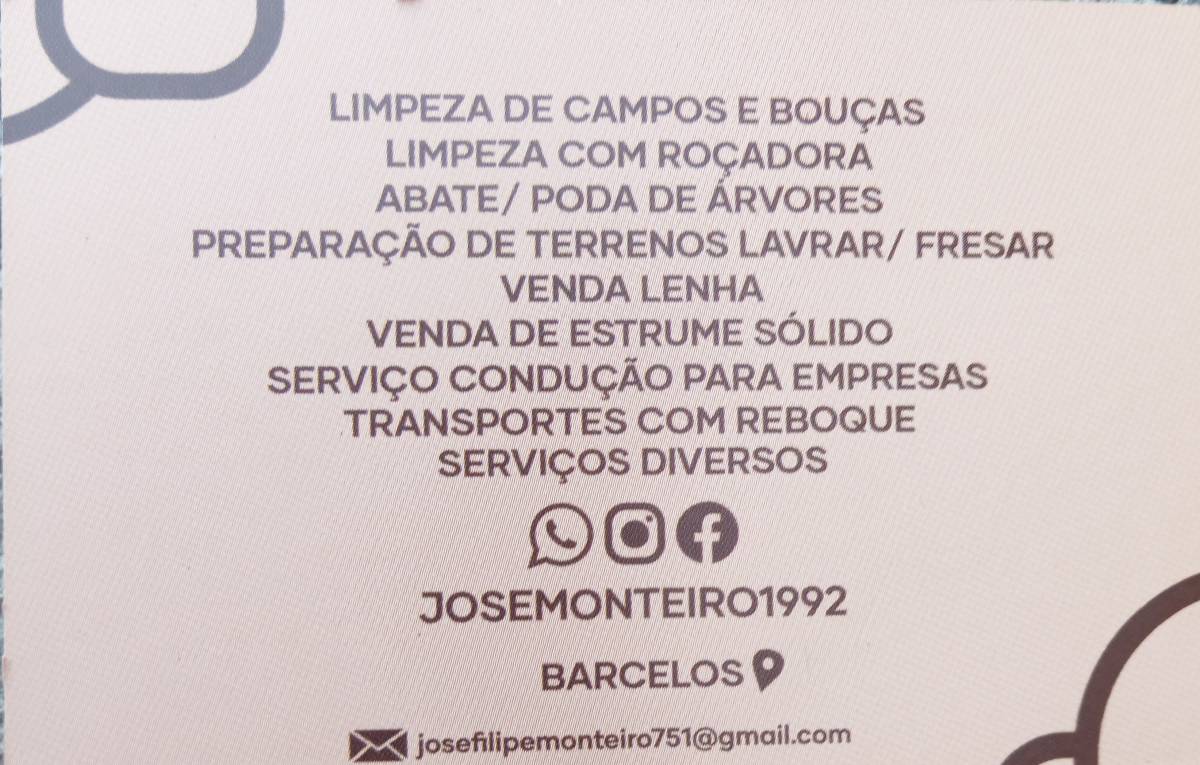 LIMPEZA DE CAMPOS E BOUÇAS
LIMPEZA COM ROÇADORA
ABATE/ PODA DE ÁRVORES
PREPARAÇÃO DE TERRENOS LAVRAR/ FRESAR
VENDA LENHA
VENDA DE ESTRUME SÓLIDO
SERVIÇO CONDUÇÃO PARA EMPRESAS
TRANSPORTES COM REBOQUE
SERVIÇOS DIVERSOS
JOSEMONTEIRO1992
BARCELOS
josefilipemonteiro751@gmail.com